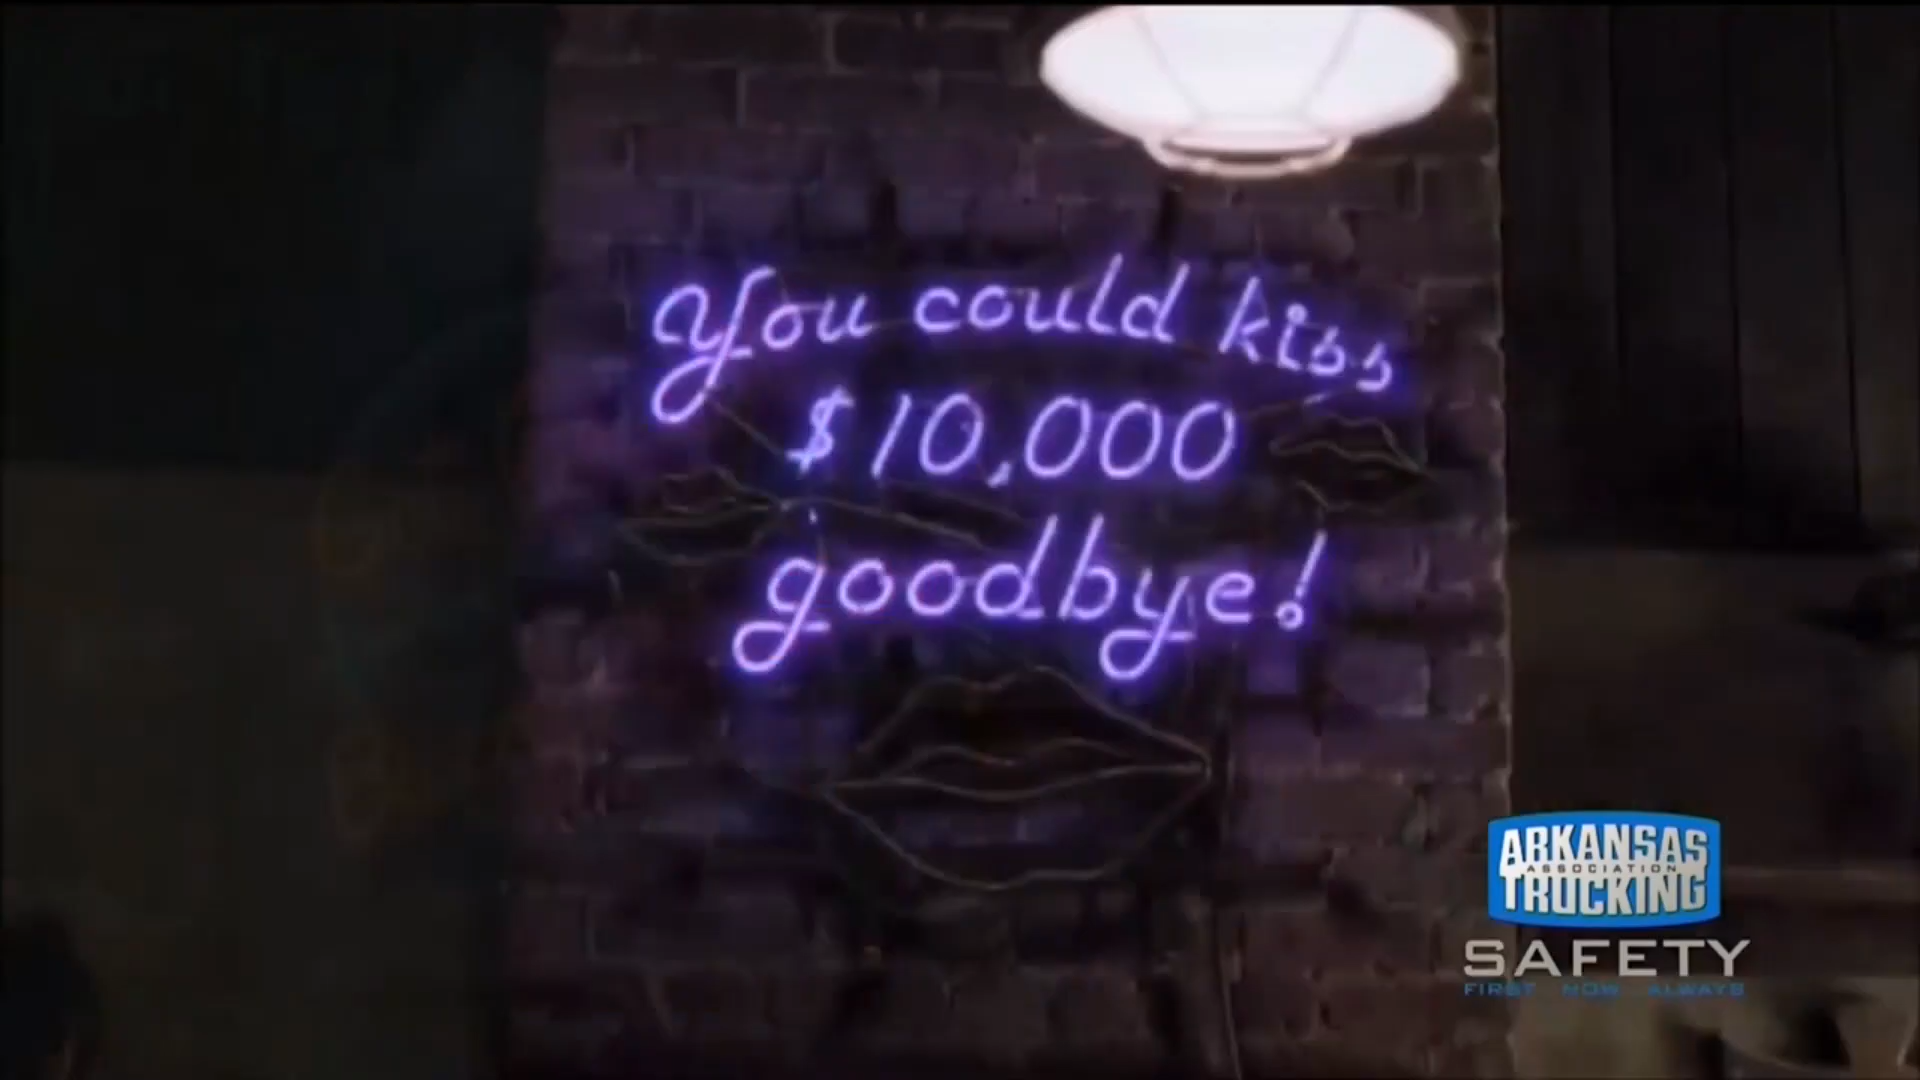 You could kiss
$10,000
goodbye!
ARKANSAS
ASSOCIATION
TRUCKING
SAFETY
FIRST NOW ALWAYS